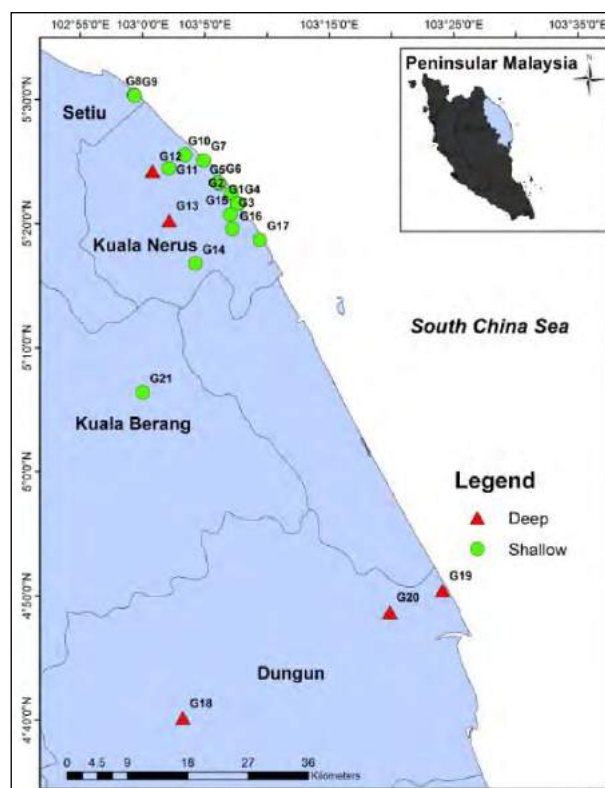 102°55'0"E 103°0'0"E 103°5'0"E 103°15'0"E 103°25'0"E 103°35'0"E
Peninsular Malaysia
N
5°30'0"N
G8G9
Setiu
G10
G7
G12
G11
G5G6
G2
G1G4
G15
G3
G13
G16
G17
5°20'0"N
Kuala Nerus
G14
South China Sea
5°10'0"N
G21
Kuala Berang
5°0'0"N
Legend
Deep
Shallow
G19
4°50'0"N
G20
Dungun
G18
4°40'0"N
0 4.5 9 18 27 36
Kilometers